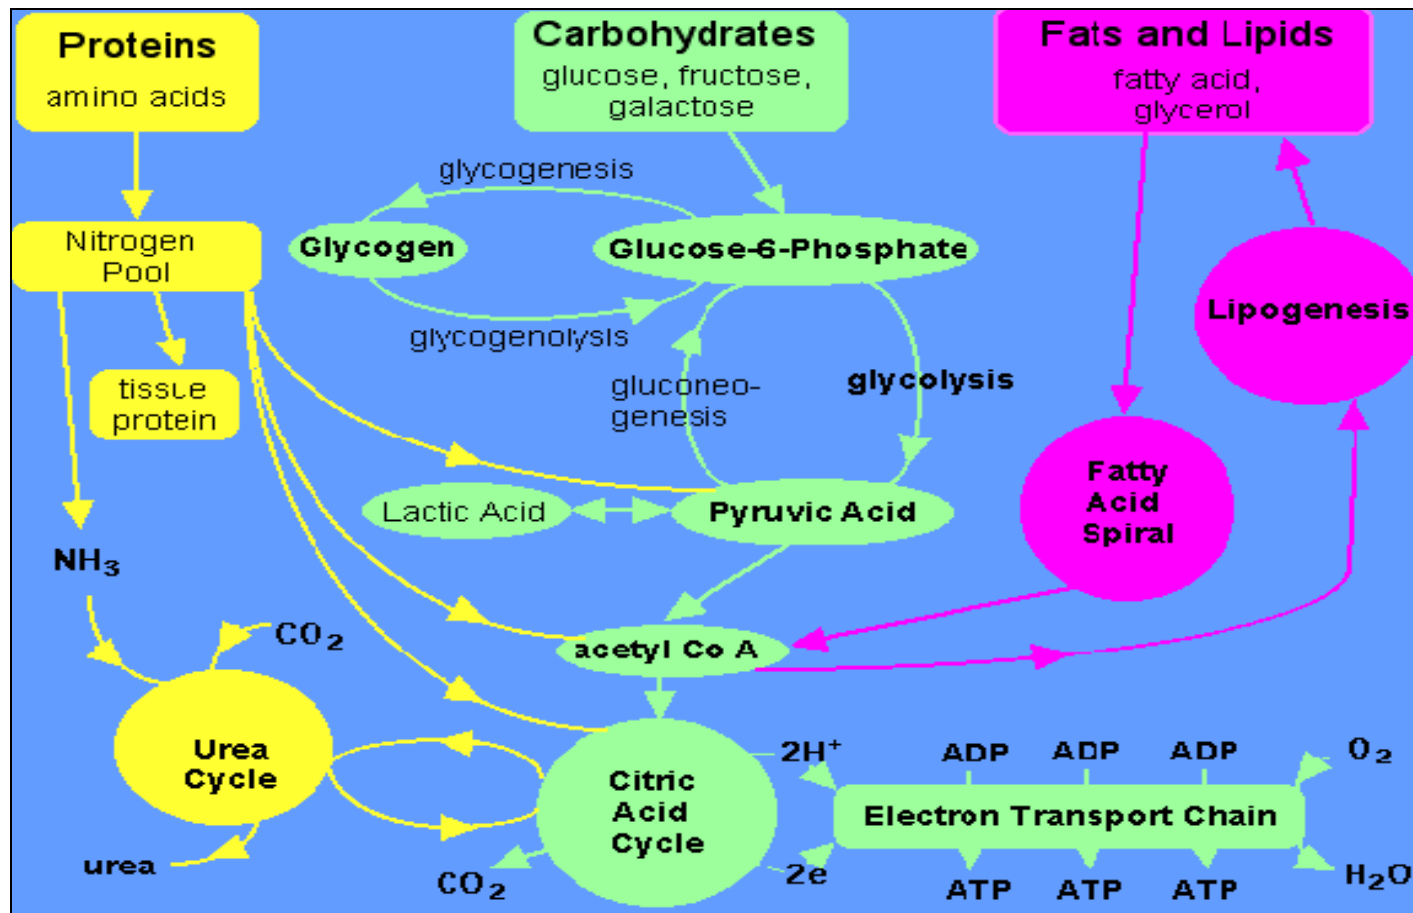 Proteins
amino acids
Carbohydrates
glucose, fructose,
galactose
Fats and Lipids
fatty acid,
glycerol
glycogenesis
Nitrogen
Pool
Glycogen
Glucose-6-Phosphate
Lipogenesis
glycogenolysis
tissue
protein
gluconeo-
genesis
glycolysis
Fatty
Acid
Spiral
Lactic Acid
Pyruvic Acid
NH3
CO2
acetyl Co A
Urea
Cycle
urea
Citric
Acid
Cycle
CO2
2H+
2e
ADP
ADP
ADP
O2
Electron Transport Chain
ATP
ATP
ATP
H2O